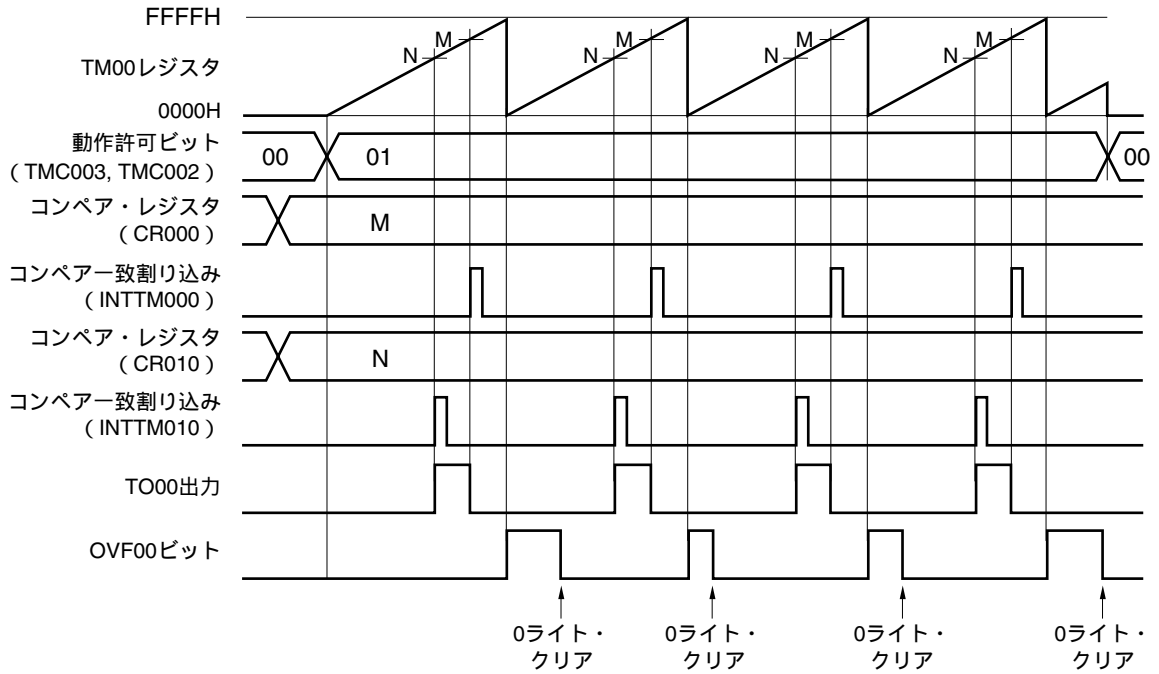 FFFFH
TM00レジスタ
N M N M N M N M
0000H
動作許可ビット
( TMC003, TMC002 )
00 01 00
コンペア・レジスタ
( CR000 )
M
コンペア一致割り込み
(INTTM000 )
コンペア・レジスタ
( CR010 )
N
コンペア一致割り込み
( INTTM010 )
TO00出力
OVF00ビット
0ライト・ 0ライト・ 0ライト・ 0ライト・
クリア クリア クリア クリア